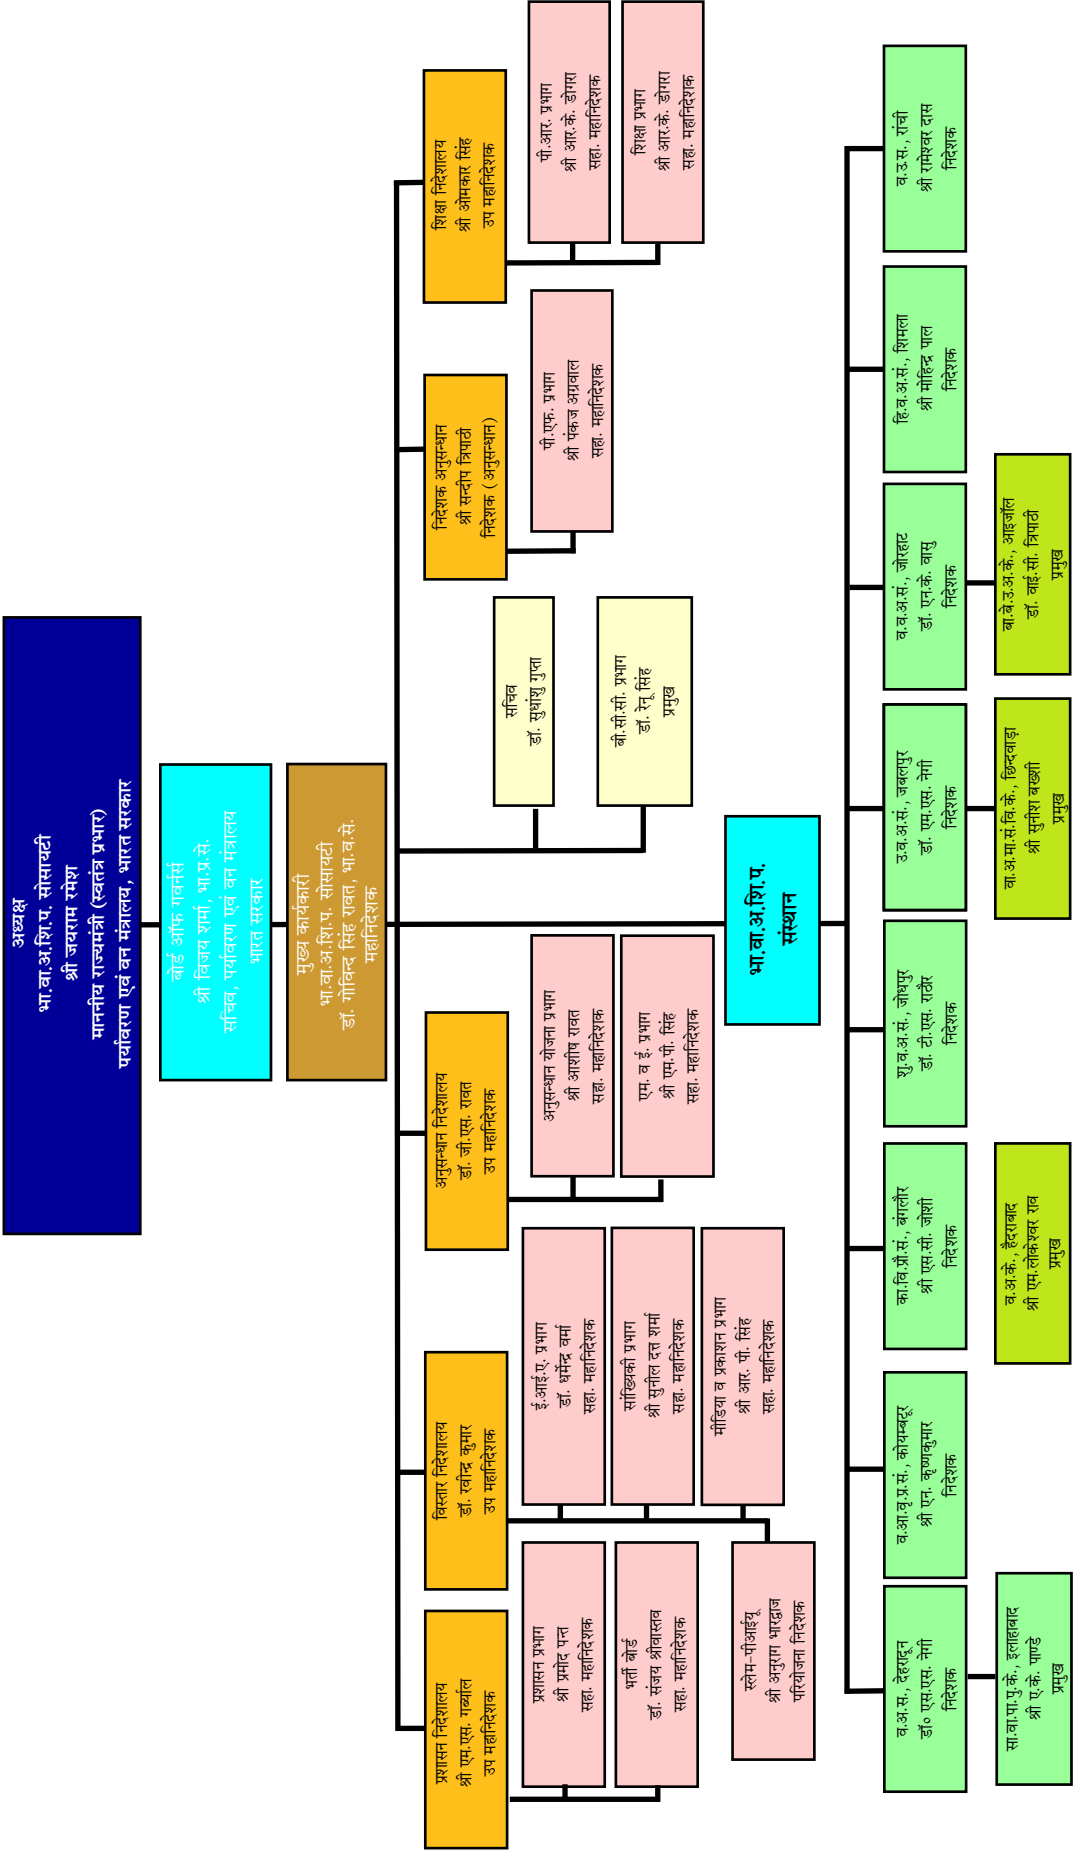 अध्यक्ष
भा.वा.अ.शि.प. सोसायटी
श्री जयराम रमेश
माननीय राज्यमंत्री (स्वतंत्र प्रभार)
पर्यावरण एवं वन मंत्रालय, भारत सरकार
बोर्ड ऑफ गवर्नर्स
श्री विजय शर्मा, भा.प्र.से.
सचिव, पर्यावरण एवं वन मंत्रालय
भारत सरकार
मुख्य कार्यकारी
भा.वा.अ.शि.प. सोसायटी
डॉ. गोविन्द सिंह रावत, भा.व.से.
महानिदेशक
प्रशासन निदेशालय
श्री एम.एस. गर्ब्याल
उप महानिदेशक
विस्तार निदेशालय
डॉ. रवीन्द्र कुमार
उप महानिदेशक
अनुसन्धान निदेशालय
डॉ. जी.एस. रावत
उप महानिदेशक
निदेशक अनुसन्धान
श्री सन्दीप त्रिपाठी
निदेशक ( अनुसन्धान)
शिक्षा निदेशालय
श्री ओमकार सिंह
उप महानिदेशक
प्रशासन प्रभाग
श्री प्रमोद पन्त
सहा. महानिदेशक
भर्ती बोर्ड
डॉ. संजय श्रीवास्तव
सहा. महानिदेशक
ई.आई.ए. प्रभाग
डॉ. धर्मेन्द्र वर्मा
सहा. महानिदेशक
सांख्यिकी प्रभाग
श्री सुनील दत्त शर्मा
सहा. महानिदेशक
मीडिया व प्रकाशन प्रभाग
श्री आर. पी. सिंह
सहा. महानिदेशक
स्लेम-पीआईयू
श्री अनुराग भारद्वाज
परियोजना निदेशक
अनुसन्धान योजना प्रभाग
श्री आशीष रावत
सहा. महानिदेशक
एम. व ई. प्रभाग
श्री एम.पी. सिंह
सहा. महानिदेशक
सचिव
डॉ. सुधांशु गुप्ता
बी.सी.सी. प्रभाग
डॉ. रेनू सिंह
प्रमुख
पी.एफ. प्रभाग
श्री पंकज अग्रवाल
सहा. महानिदेशक
पी.आर. प्रभाग
श्री आर.के. डोगरा
सहा. महानिदेशक
शिक्षा प्रभाग
श्री आर.के. डोगरा
सहा. महानिदेशक
भा.वा.अ.शि.प.
संस्थान
व.अ.स., देहरादून
डॉ० एस.एस. नेगी
निदेशक
व.आ.वृ.प्र.सं., कोयम्बटूर
श्री एन. कृष्णकुमार
निदेशक
का.वि.प्रौ.सं., बंगलौर
श्री एस.सी. जोशी
निदेशक
शु.व.अ.सं., जोधपुर
डॉ. टी.एस. राठौर
निदेशक
उ.व.अ.सं., जबलपुर
डॉ. एम.एस. नेगी
निदेशक
व.व.अ.सं., जोरहाट
डॉ. एन.के. वासु
निदेशक
हि.व.अ.सं., शिमला
श्री मोहिन्द्र पाल
निदेशक
व.उ.स., रांची
श्री रामेश्वर दास
निदेशक
सा.वा.पा.पु.के., इलाहाबाद
श्री ए.के. पाण्डे
प्रमुख
व.अ.के., हैदराबाद
श्री एम.लोकेश्वर राव
प्रमुख
वा.अ.मा.सं.वि.के., छिन्दवाड़ा
श्री सुनीश बख्शी
प्रमुख
बा.बे.उ.अ.के., आइजॉल
डॉ. वाई.सी. त्रिपाठी
प्रमुख